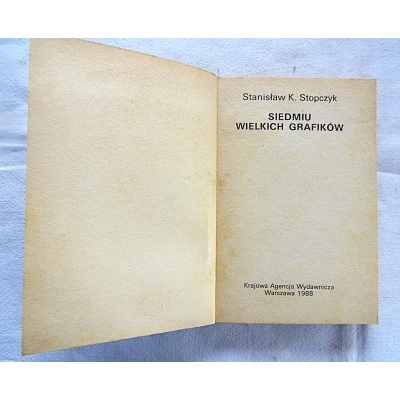 Stanisław K. Stopczyk
SIEDMIU
WIELKICH GRAFIKÓW
Krajowa Agencja Wydawnicza
Warszawa 1988